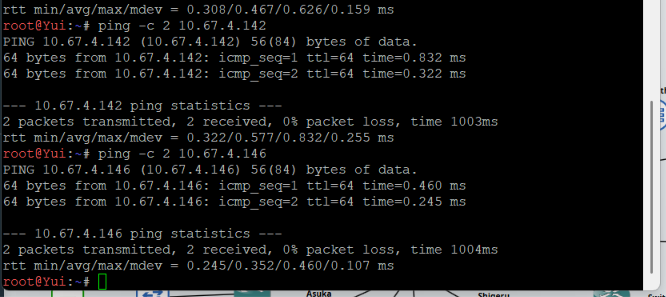 rtt min/avg/max/mdev = 0.308/0.467/0.626/0.159 ms
root@Yui:~# ping -c 2 10.67.4.142
PING 10.67.4.142 (10.67.4.142) 56(84) bytes of data.
64 bytes from 10.67.4.142: icmp_seq=1 ttl=64 time=0.832 ms
64 bytes from 10.67.4.142: icmp_seq=2 ttl=64 time=0.322 ms
--- 10.67.4.142 ping statistics ---
2 packets transmitted, 2 received, 0% packet loss, time 1003ms
rtt min/avg/max/mdev = 0.322/0.577/0.832/0.255 ms
root@Yui:~# ping -c 2 10.67.4.146
PING 10.67.4.146 (10.67.4.146) 56(84) bytes of data.
64 bytes from 10.67.4.146: icmp_seq=1 ttl=64 time=0.460 ms
64 bytes from 10.67.4.146: icmp_seq=2 ttl=64 time=0.245 ms
--- 10.67.4.146 ping statistics ---
2 packets transmitted, 2 received, 0% packet loss, time 1004ms
rtt min/avg/max/mdev = 0.245/0.352/0.460/0.107 ms
root@Yui:~#
Asuka
Shigeru